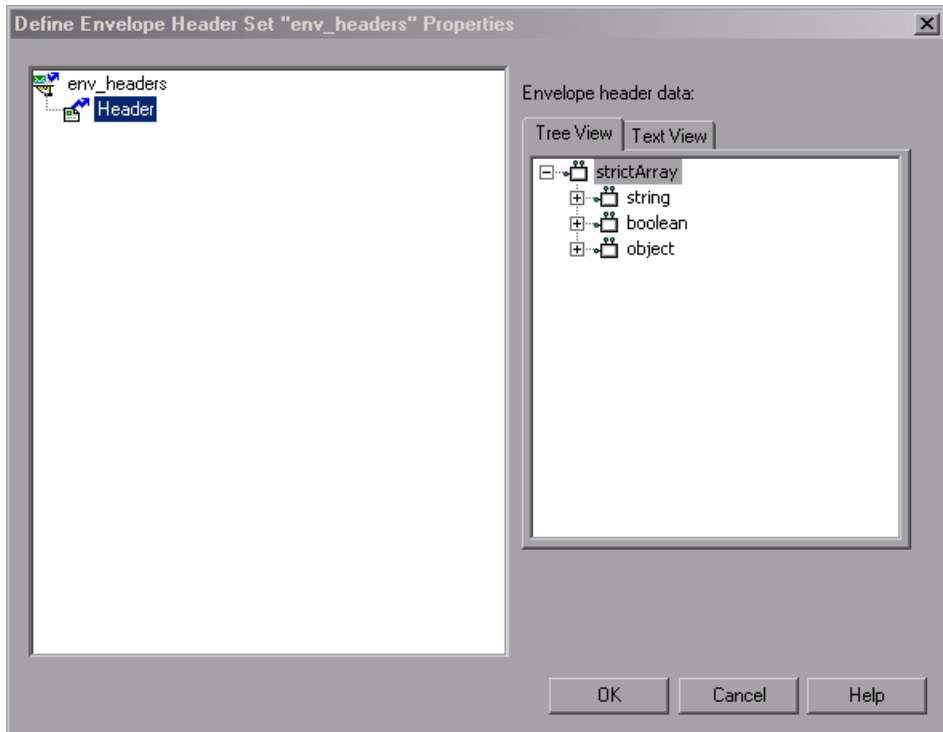 Define Envelope Header Set "env_headers" Properties
env_headers
Header
Envelope header data:
Tree View Text View
strictArray
string
boolean
object
OK Cancel Help